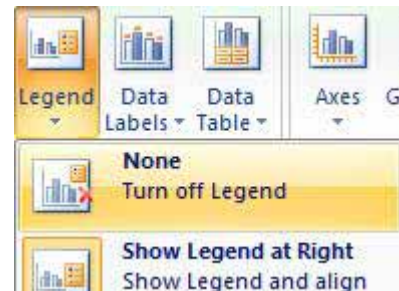 Legend Data Data Axes G
Labels Table
None
Turn off Legend
Show Legend at Right
Show Legend and align